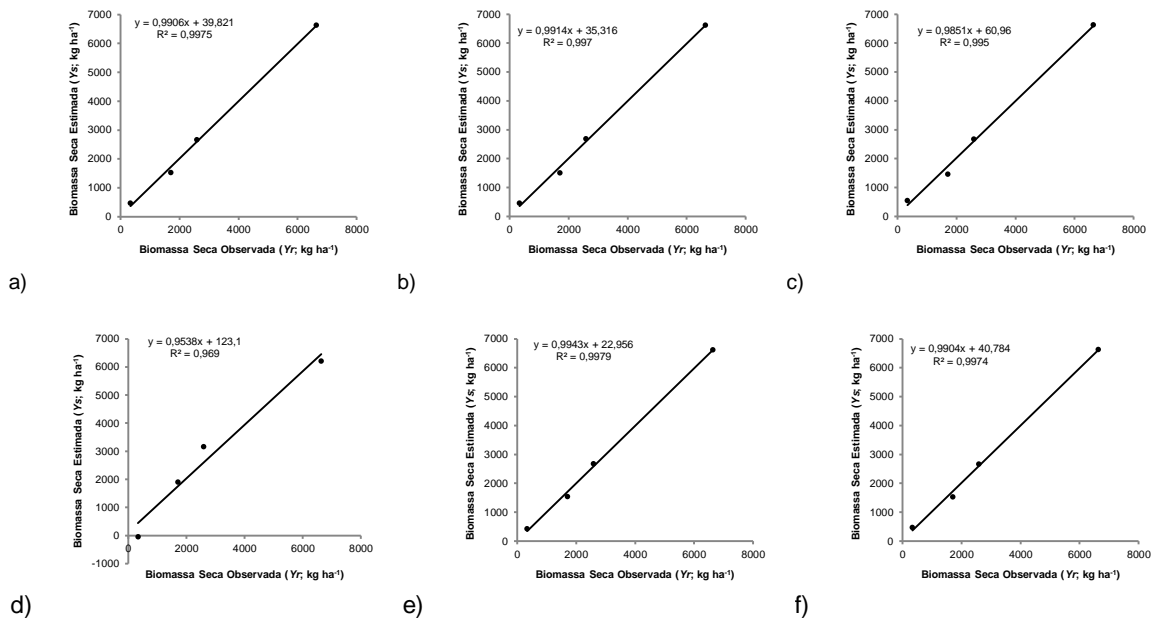 y = 0,9906x + 39,821
R² = 0,9975
7000
6000
5000
4000
3000
2000
1000
0
0 2000 4000 6000 8000
Biomassa Seca Estimada (Ys; kg ha⁻¹)
Biomassa Seca Observada (Yr; kg ha⁻¹)
a)
y = 0,9914x + 35,316
R² = 0,997
7000
6000
5000
4000
3000
2000
1000
0
0 2000 4000 6000 8000
Biomassa Seca Estimada (Ys; kg ha⁻¹)
Biomassa Seca Observada (Yr; kg ha⁻¹)
b)
y = 0,9851x + 60,96
R² = 0,995
7000
6000
5000
4000
3000
2000
1000
0
0 2000 4000 6000 8000
Biomassa Seca Estimada (Ys; kg ha⁻¹)
Biomassa Seca Observada (Yr; kg ha⁻¹)
c)
y = 0,9538x + 123,1
R² = 0,969
7000
6000
5000
4000
3000
2000
1000
0
-1000
0 2000 4000 6000 8000
Biomassa Seca Estimada (Ys; kg ha⁻¹)
Biomassa Seca Observada (Yr; kg ha⁻¹)
d)
y = 0,9943x + 22,956
R² = 0,9979
7000
6000
5000
4000
3000
2000
1000
0
0 2000 4000 6000 8000
Biomassa Seca Estimada (Ys; kg ha⁻¹)
Biomassa Seca Observada (Yr; kg ha⁻¹)
e)
y = 0,9904x + 40,784
R² = 0,9974
7000
6000
5000
4000
3000
2000
1000
0
0 2000 4000 6000 8000
Biomassa Seca Estimada (Ys; kg ha⁻¹)
Biomassa Seca Observada (Yr; kg ha⁻¹)
f)